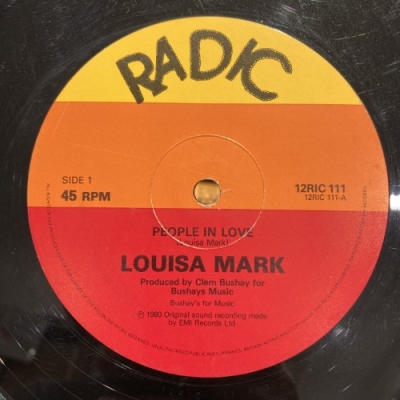 RADIC
SIDE 1
45 RPM
12RIC 111
12RIC 111-A
PEOPLE IN LOVE
(Louisa Mark)
LOUISA MARK
Produced by Clem Bushay for
Bushays Music
Bushay's for Music
℗ 1980 Original sound recording made
by EMI Records Ltd